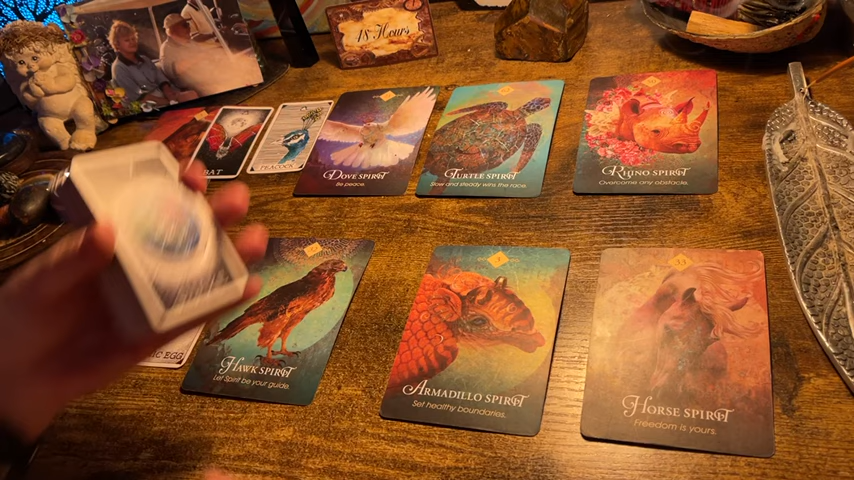 48 Hours
BAT
PEACOCK
DOVE SPIRIT
Be peace.
TURTLE SPIRIT
Slow and steady wins the race.
RHINO SPIRIT
Overcome any obstacle.
HAWK SPIRIT
Let Spirit be your guide.
ARMADILLO SPIRIT
Set healthy boundaries.
HORSE SPIRIT
Freedom is yours.
EGG